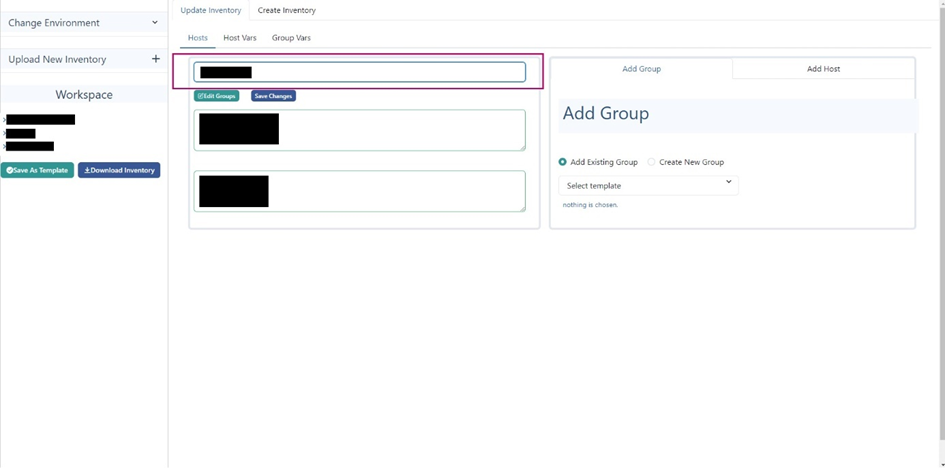 Change Environment
Upload New Inventory
Workspace
Save As Template
Download Inventory
Update Inventory
Create Inventory
Hosts
Host Vars
Group Vars
Edit Groups
Save Changes
Add Group
Add Host
Add Group
Add Existing Group
Create New Group
Select template
nothing is chosen.